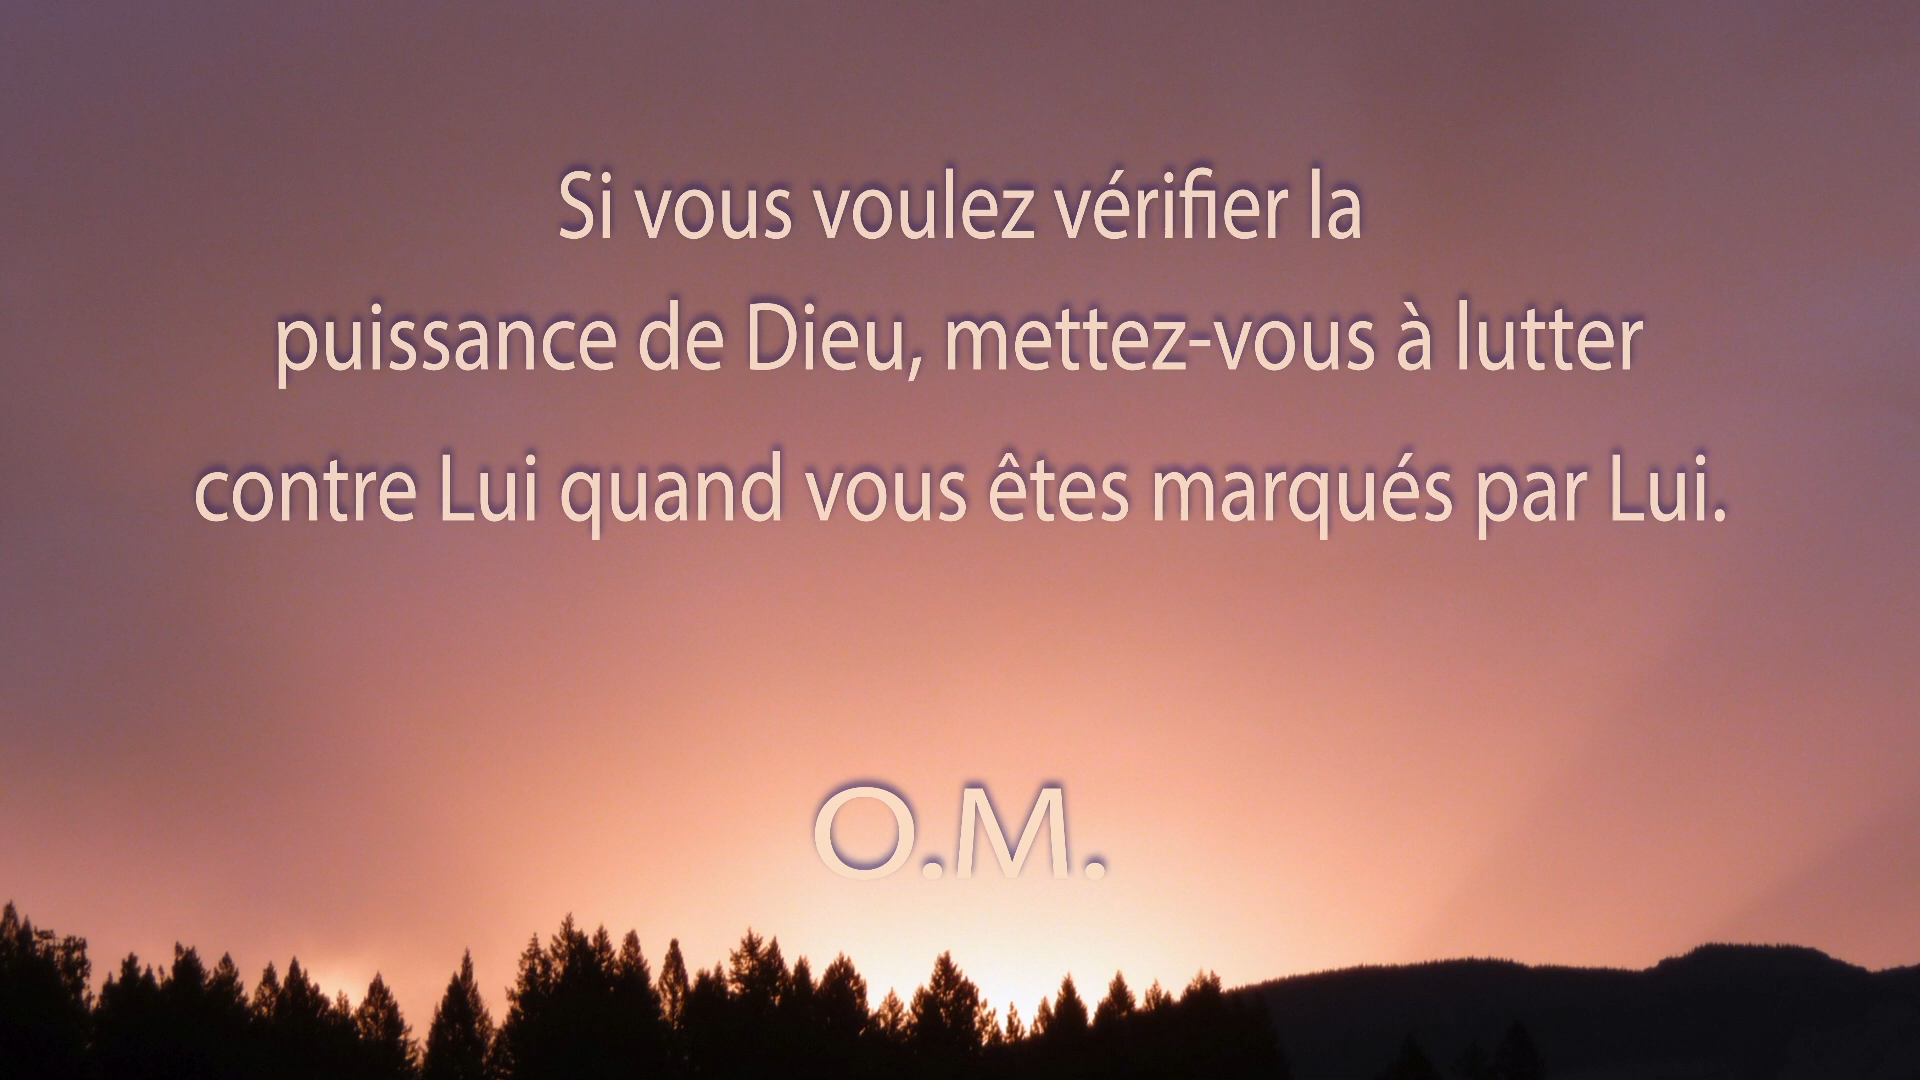 Si vous voulez vérifier la
puissance de Dieu, mettez-vous à lutter
contre Lui quand vous êtes marqués par Lui.
O.M.